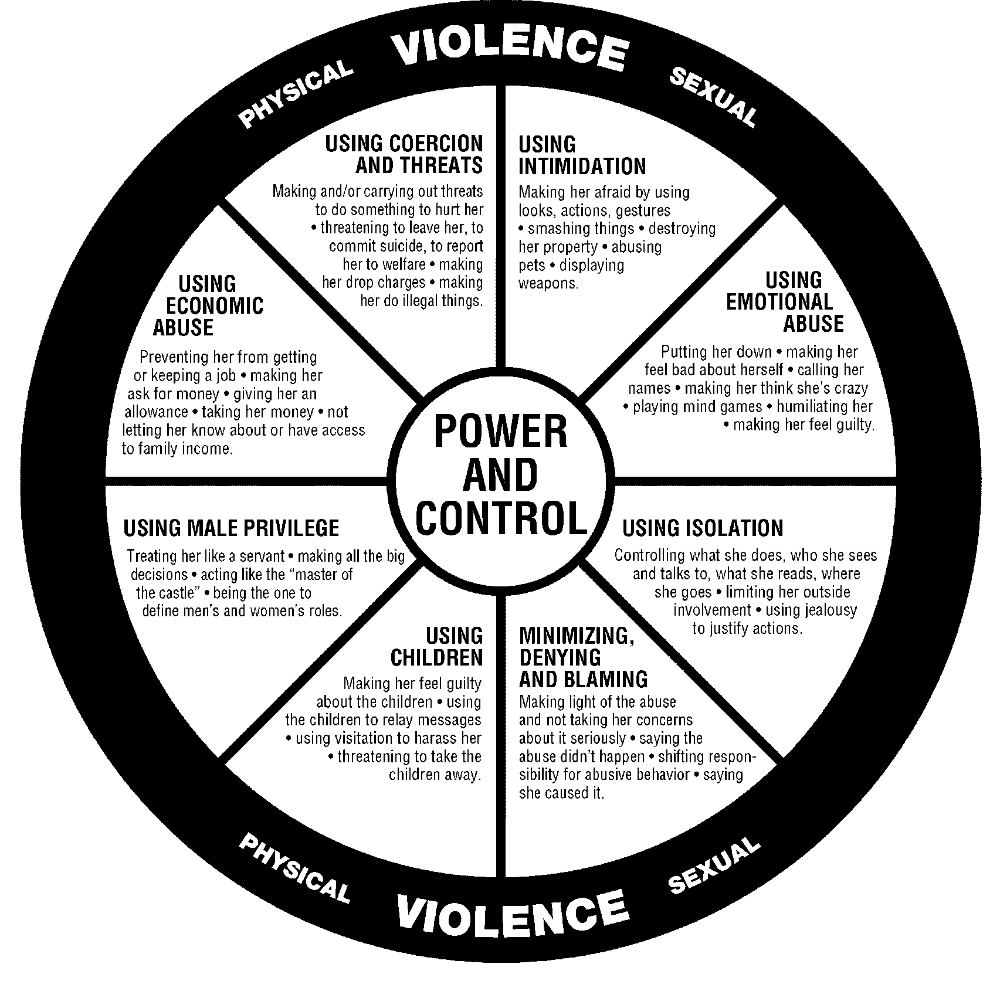 VIOLENCE
PHYSICAL
SEXUAL
USING COERCION
AND THREATS
Making and/or carrying out threats
to do something to hurt her
• threatening to leave her, to
commit suicide, to report
her to welfare • making
her drop charges • making
her do illegal things.
USING
INTIMIDATION
Making her afraid by using
looks, actions, gestures
• smashing things • destroying
her property • abusing
pets • displaying
weapons.
USING
ECONOMIC
ABUSE
Preventing her from getting
or keeping a job • making her
ask for money • giving her an
allowance • taking her money • not
letting her know about or have access
to family income.
USING
EMOTIONAL
ABUSE
Putting her down • making her
feel bad about herself • calling her
names • making her think she's crazy
• playing mind games • humiliating her
• making her feel guilty.
POWER
AND
CONTROL
USING MALE PRIVILEGE
Treating her like a servant • making all the big
decisions • acting like the “master of
the castle” • being the one to
define men's and women's roles.
USING ISOLATION
Controlling what she does, who she sees
and talks to, what she reads, where
she goes • limiting her outside
involvement • using jealousy
to justify actions.
USING
CHILDREN
Making her feel guilty
about the children • using
the children to relay messages
• using visitation to harass her
• threatening to take the
children away.
MINIMIZING,
DENYING
AND BLAMING
Making light of the abuse
and not taking her concerns
about it seriously • saying the
abuse didn't happen • shifting respon-
sibility for abusive behavior • saying
she caused it.
PHYSICAL
SEXUAL
VIOLENCE